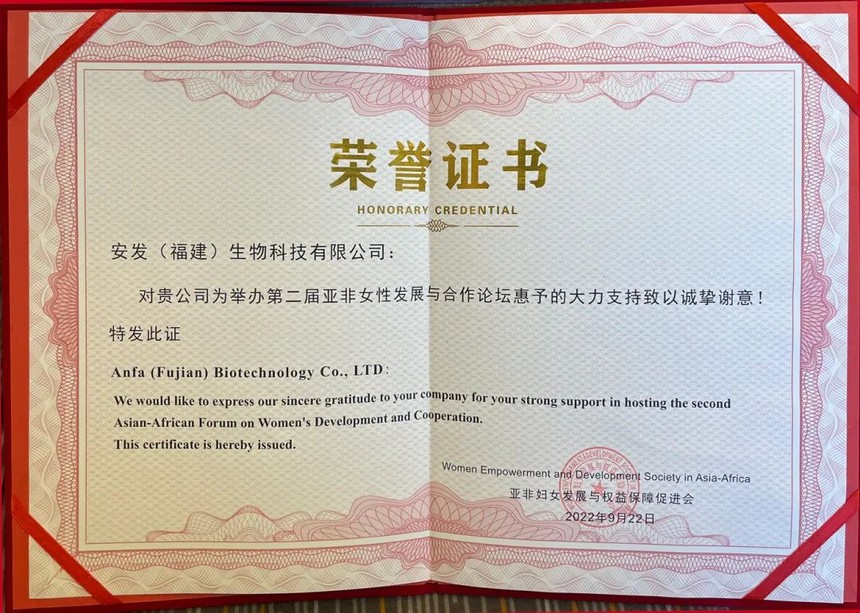 荣誉证书
HONORARY CREDENTIAL
安发（福建）生物科技有限公司：
对贵公司为举办第二届亚非女性发展与合作论坛惠予的大力支持致以诚挚谢意！
特发此证
Anfa (Fujian) Biotechnology Co., LTD:
We would like to express our sincere gratitude to your company for your strong support in hosting the second
Asian-African Forum on Women's Development and Cooperation.
This certificate is hereby issued.
Women Empowerment and Development Society in Asia-Africa
亚非妇女发展与权益保障促进会
2022年9月22日